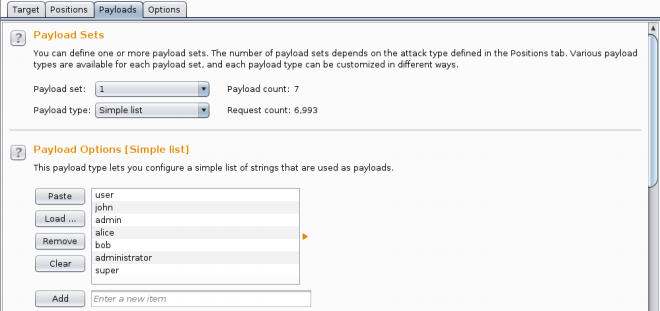 Target Positions Payloads Options
? Payload Sets
You can define one or more payload sets. The number of payload sets depends on the attack type defined in the Positions tab. Various payload
types are available for each payload set, and each payload type can be customized in different ways.
Payload set: 1 Payload count: 7
Payload type: Simple list Request count: 6,993
? Payload Options [Simple list]
This payload type lets you configure a simple list of strings that are used as payloads.
Paste user
john
Load ... admin
alice
Remove bob
administrator
Clear super
Add Enter a new item